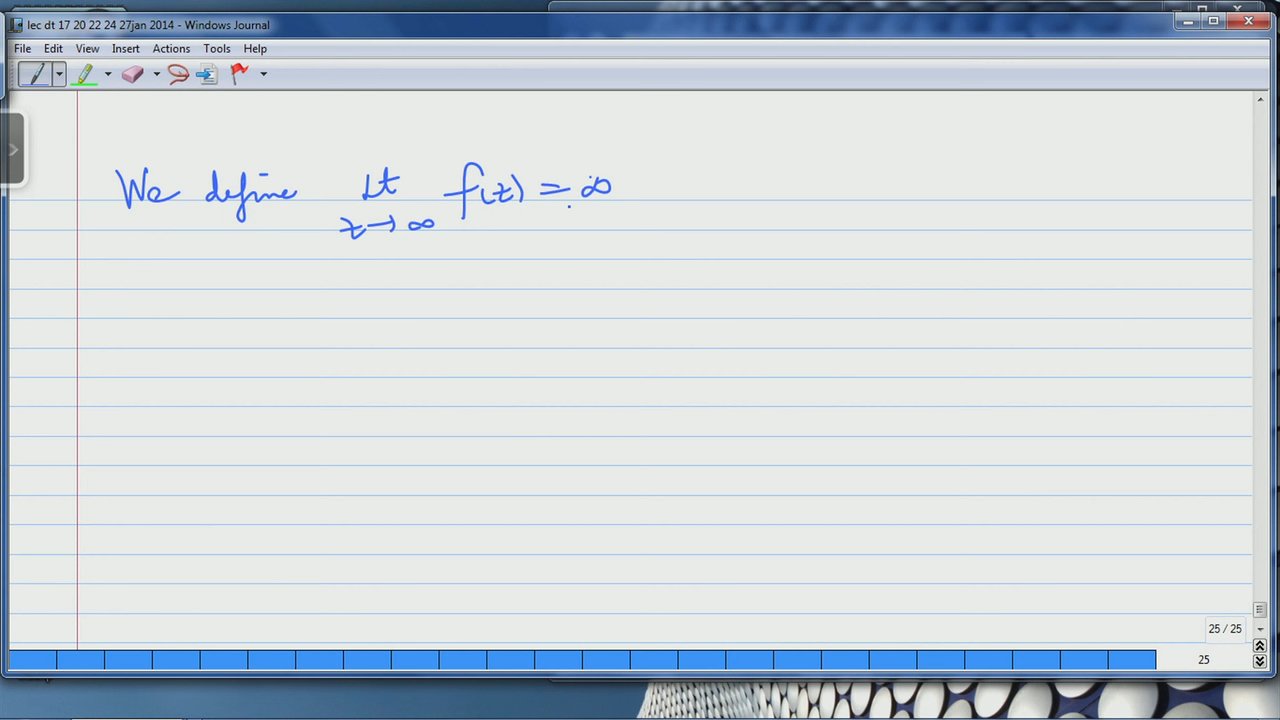 lec dt 17 20 22 24 27jan 2014 - Windows Journal
File Edit View Insert Actions Tools Help
We define Lt f(z) = ∞
z→∞
25 / 25
25